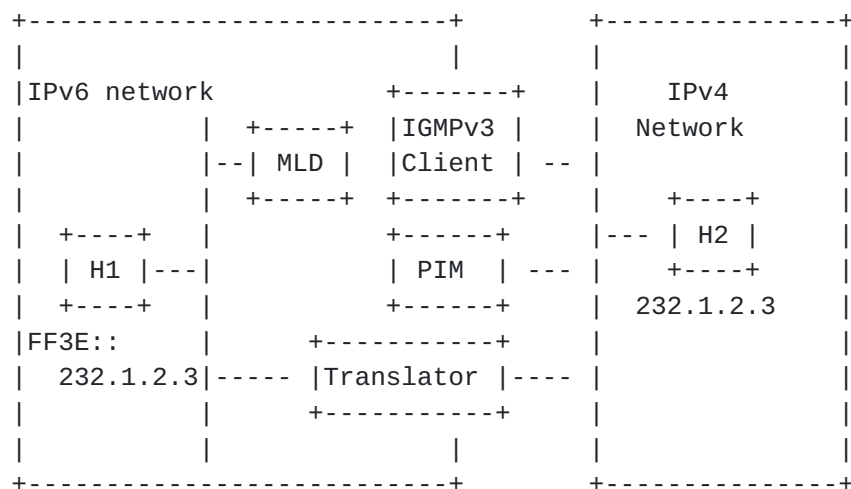 IPv6 network IPv4
IGMPv3 Network
MLD Client
H1 PIM H2
232.1.2.3
FF3E::
232.1.2.3 Translator